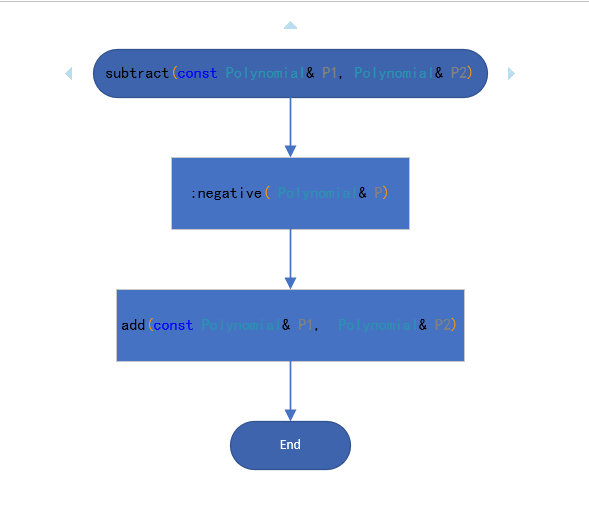 subtract(const Polynomial& P1, Polynomial& P2)
:negative( Polynomial& P)
add(const Polynomial& P1,  Polynomial& P2)
End